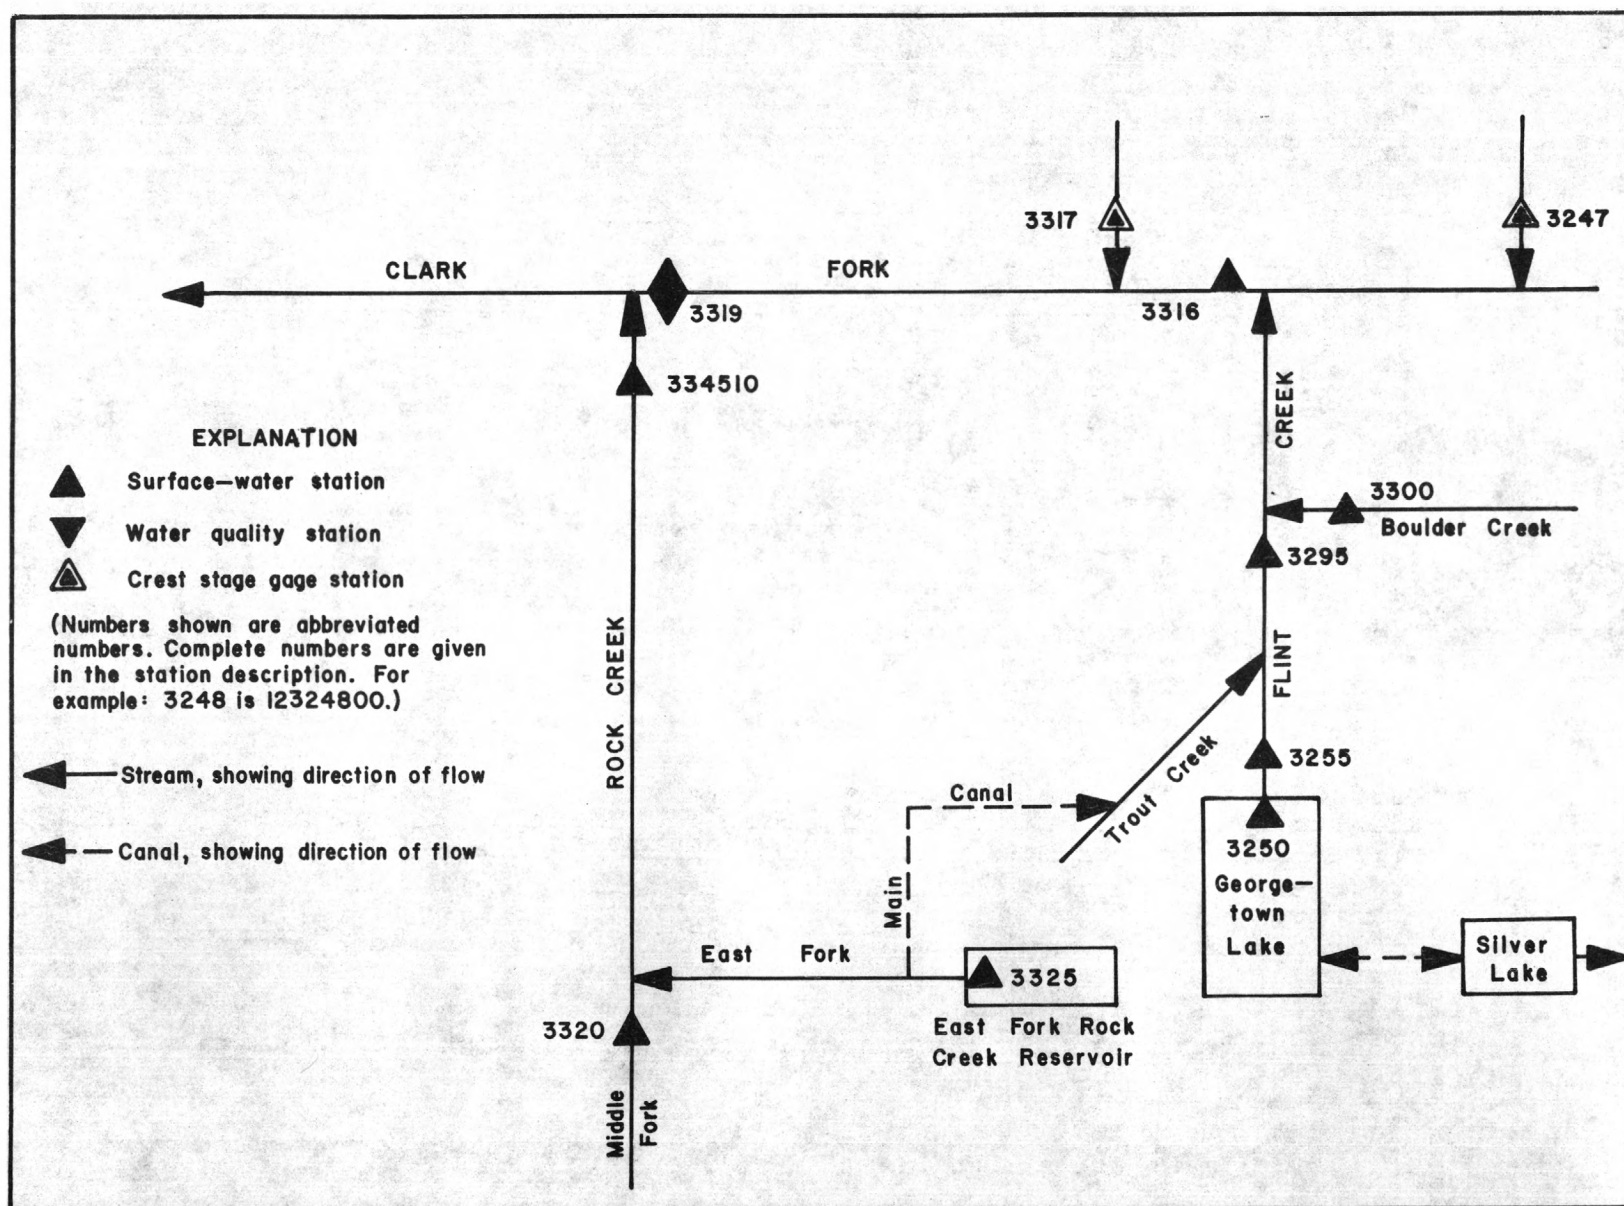 3317
3247
CLARK
FORK
3319
3316
334510
CREEK
EXPLANATION
Surface—water station
Water quality station
Crest stage gage station
(Numbers shown are abbreviated
numbers. Complete numbers are given
in the station description. For
example: 3248 is 12324800.)
Stream, showing direction of flow
Canal, showing direction of flow
3300
Boulder Creek
3295
ROCK CREEK
FLINT
3255
Trout Creek
Canal
Main
3250
George—
town
Lake
Silver
Lake
East Fork
3325
East Fork Rock
Creek Reservoir
3320
Middle
Fork